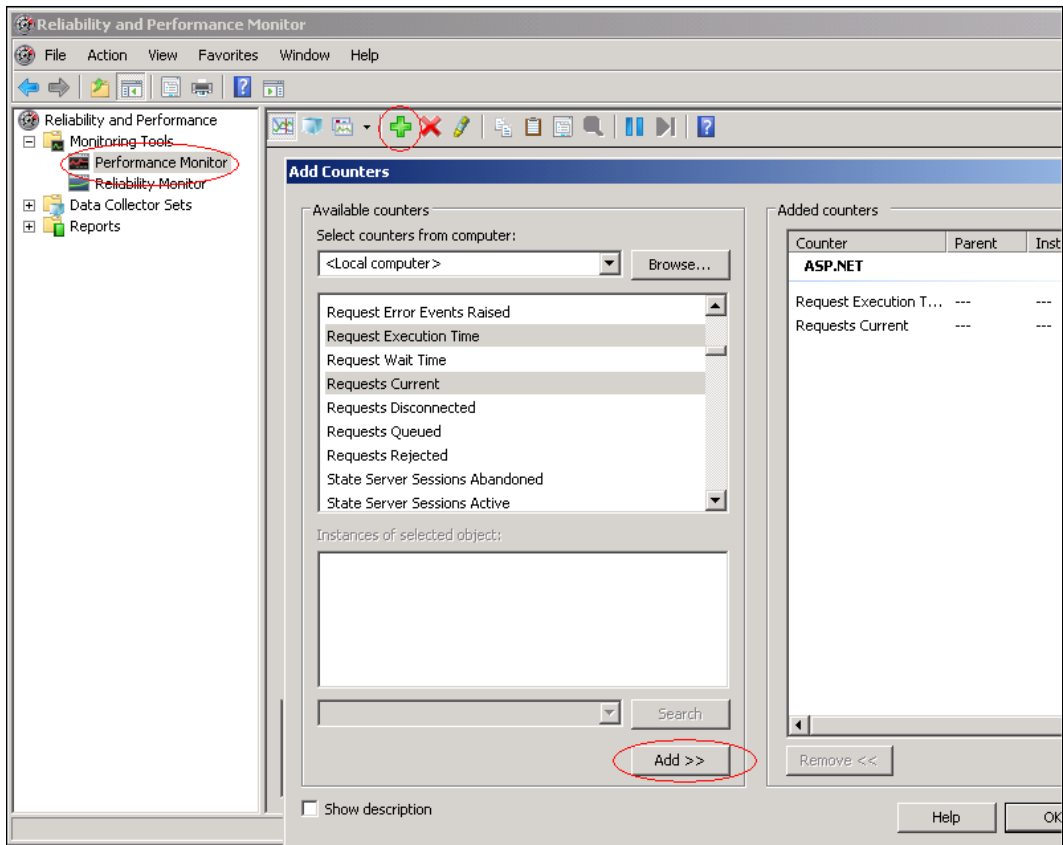 Reliability and Performance Monitor
File Action View Favorites Window Help
Reliability and Performance
Monitoring Tools
Performance Monitor
Reliability Monitor
Data Collector Sets
Reports
Add Counters
Available counters
Select counters from computer:
<Local computer>
Browse...
Request Error Events Raised
Request Execution Time
Request Wait Time
Requests Current
Requests Disconnected
Requests Queued
Requests Rejected
State Server Sessions Abandoned
State Server Sessions Active
Instances of selected object:
Search
Add >>
Show description
Added counters
Counter Parent Inst
ASP.NET
Request Execution T... --- ---
Requests Current --- ---
Remove <<
Help OK